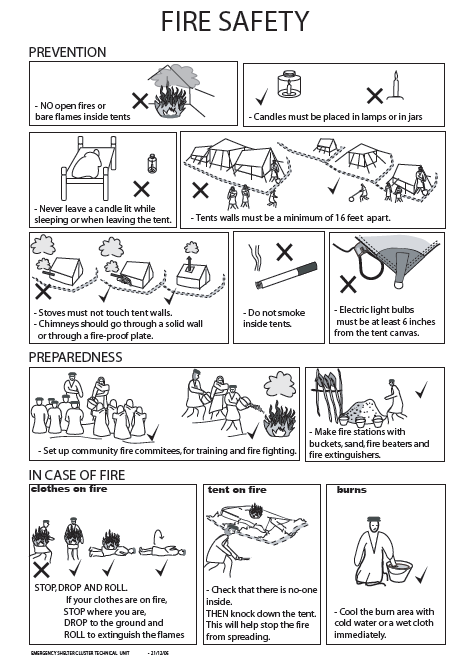 FIRE SAFETY
PREVENTION
- NO open fires or
bare flames inside tents
- Candles must be placed in lamps or in jars
- Never leave a candle lit while
sleeping or when leaving the tent.
- Tents walls must be a minimum of 16 feet apart.
- Stoves must not touch tent walls.
- Chimneys should go through a solid wall
or through a fire-proof plate.
- Do not smoke
inside tents.
- Electric light bulbs
must be at least 6 inches
from the tent canvas.
PREPAREDNESS
- Set up community fire commitees, for training and fire fighting.
- Make fire stations with
buckets, sand, fire beaters and
fire extinguishers.
IN CASE OF FIRE
clothes on fire
STOP, DROP AND ROLL.
If your clothes are on fire,
STOP where you are,
DROP to the ground and
ROLL to extinguish the flames
tent on fire
- Check that there is no-one
inside.
THEN knock down the tent.
This will help stop the fire
from spreading.
burns
- Cool the burn area with
cold water or a wet cloth
immediately.
EMERGENCY SHELTER CLUSTER TECHNICAL UNIT - 21/12/05